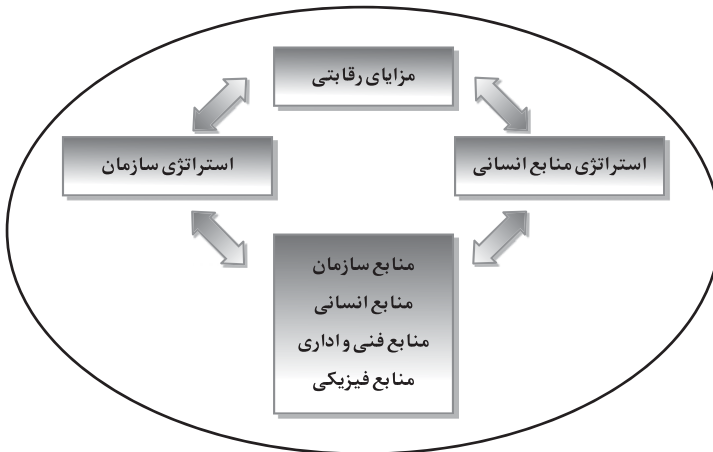 مزایای رقابتی
استراتژی منابع انسانی
استراتژی سازمان
منابع سازمان
منابع انسانی
منابع فنی و اداری
منابع فیزیکی